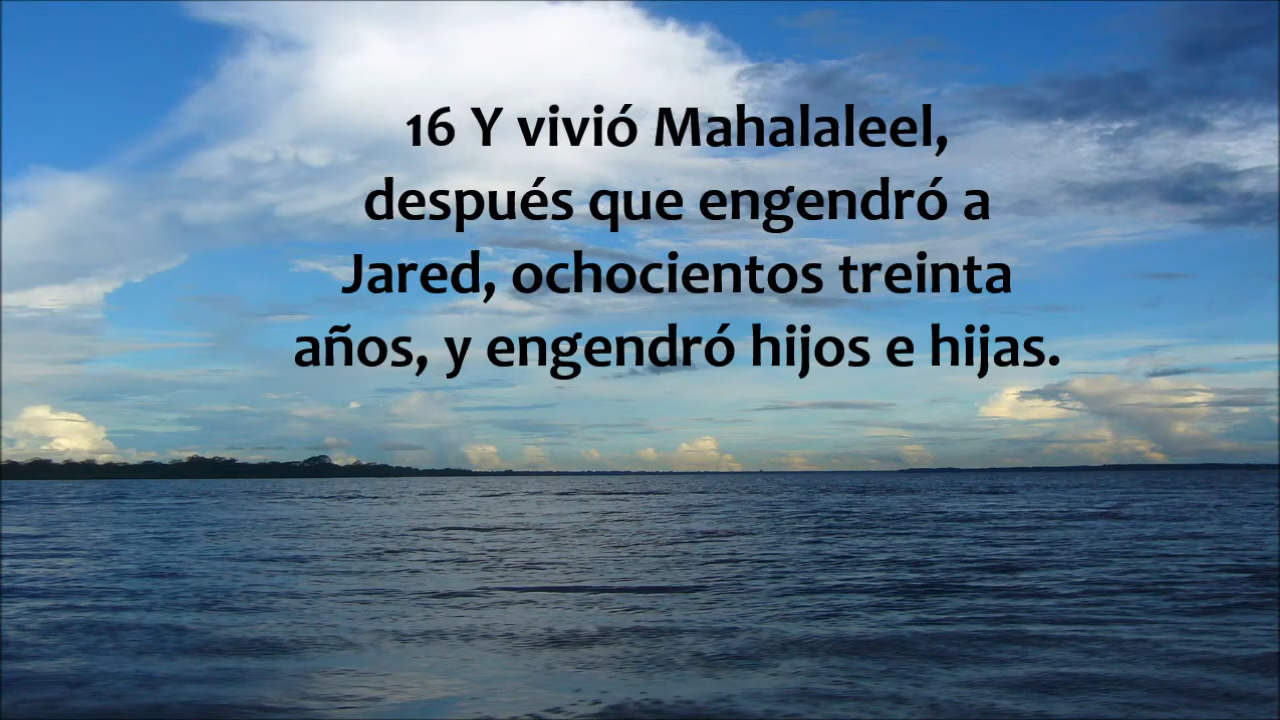 16 Y vivió Mahalaleel,
después que engendró a
Jared, ochocientos treinta
años, y engendró hijos e hijas.